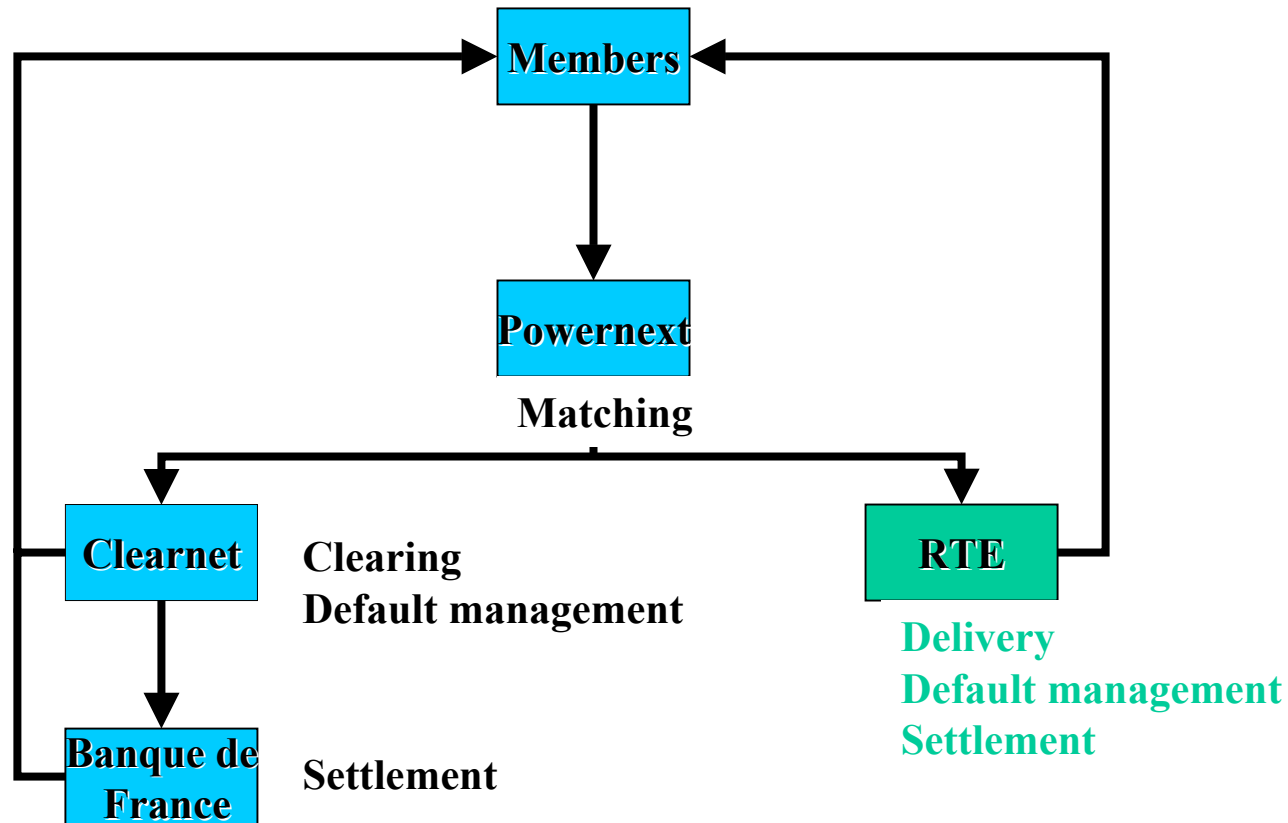 Members
Powernext
Matching
Clearnet
Clearing
Default management
RTE
Delivery
Default management
Settlement
Banque de
France
Settlement